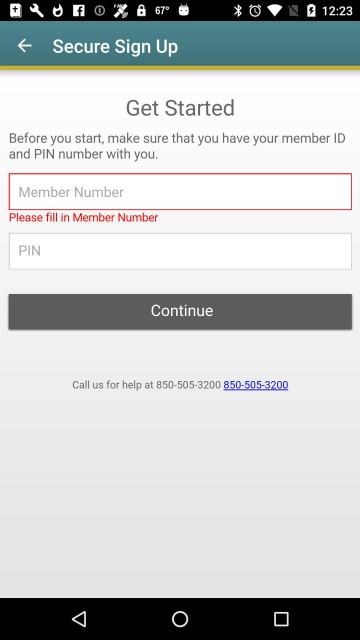 67° 12:23
Secure Sign Up
Get Started
Before you start, make sure that you have your member ID
and PIN number with you.
Member Number
Please fill in Member Number
PIN
Continue
Call us for help at 850-505-3200 850-505-3200